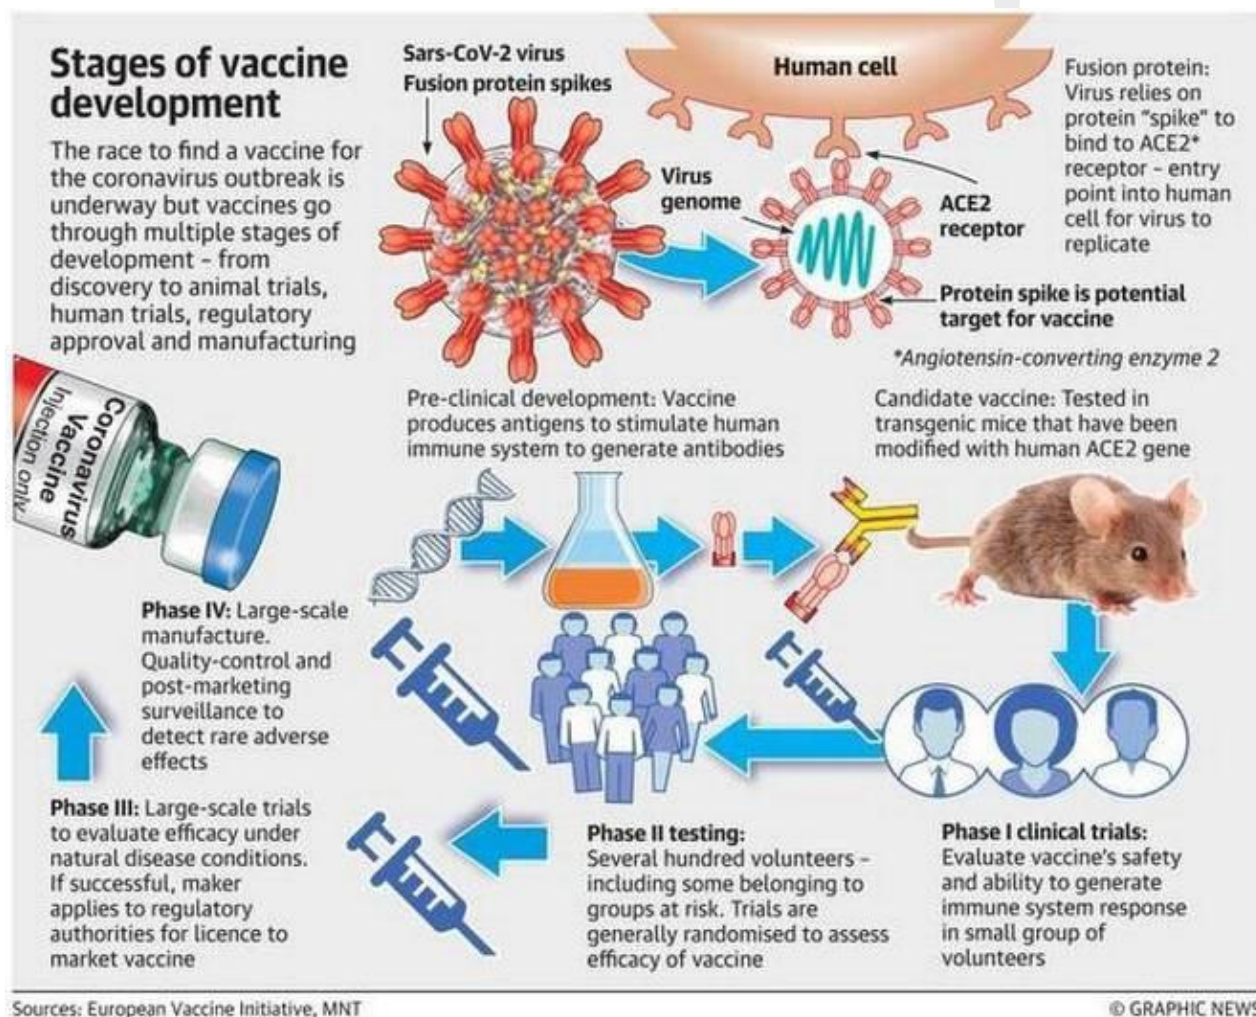 Stages of vaccine
development
The race to find a vaccine for
the coronavirus outbreak is
underway but vaccines go
through multiple stages of
development – from
discovery to animal trials,
human trials, regulatory
approval and manufacturing
Sars-CoV-2 virus
Fusion protein spikes
Human cell
Virus
genome
ACE2
receptor
Fusion protein:
Virus relies on
protein “spike” to
bind to ACE2*
receptor – entry
point into human
cell for virus to
replicate
Protein spike is potential
target for vaccine
*Angiotensin-converting enzyme 2
Coronavirus
Vaccine
Injection only
Pre-clinical development: Vaccine
produces antigens to stimulate human
immune system to generate antibodies
Candidate vaccine: Tested in
transgenic mice that have been
modified with human ACE2 gene
Phase I clinical trials:
Evaluate vaccine’s safety
and ability to generate
immune system response
in small group of
volunteers
Phase II testing:
Several hundred volunteers –
including some belonging to
groups at risk. Trials are
generally randomised to assess
efficacy of vaccine
Phase III: Large-scale trials
to evaluate efficacy under
natural disease conditions.
If successful, maker
applies to regulatory
authorities for licence to
market vaccine
Phase IV: Large-scale
manufacture.
Quality-control and
post-marketing
surveillance to
detect rare adverse
effects
Sources: European Vaccine Initiative, MNT
© GRAPHIC NEWS